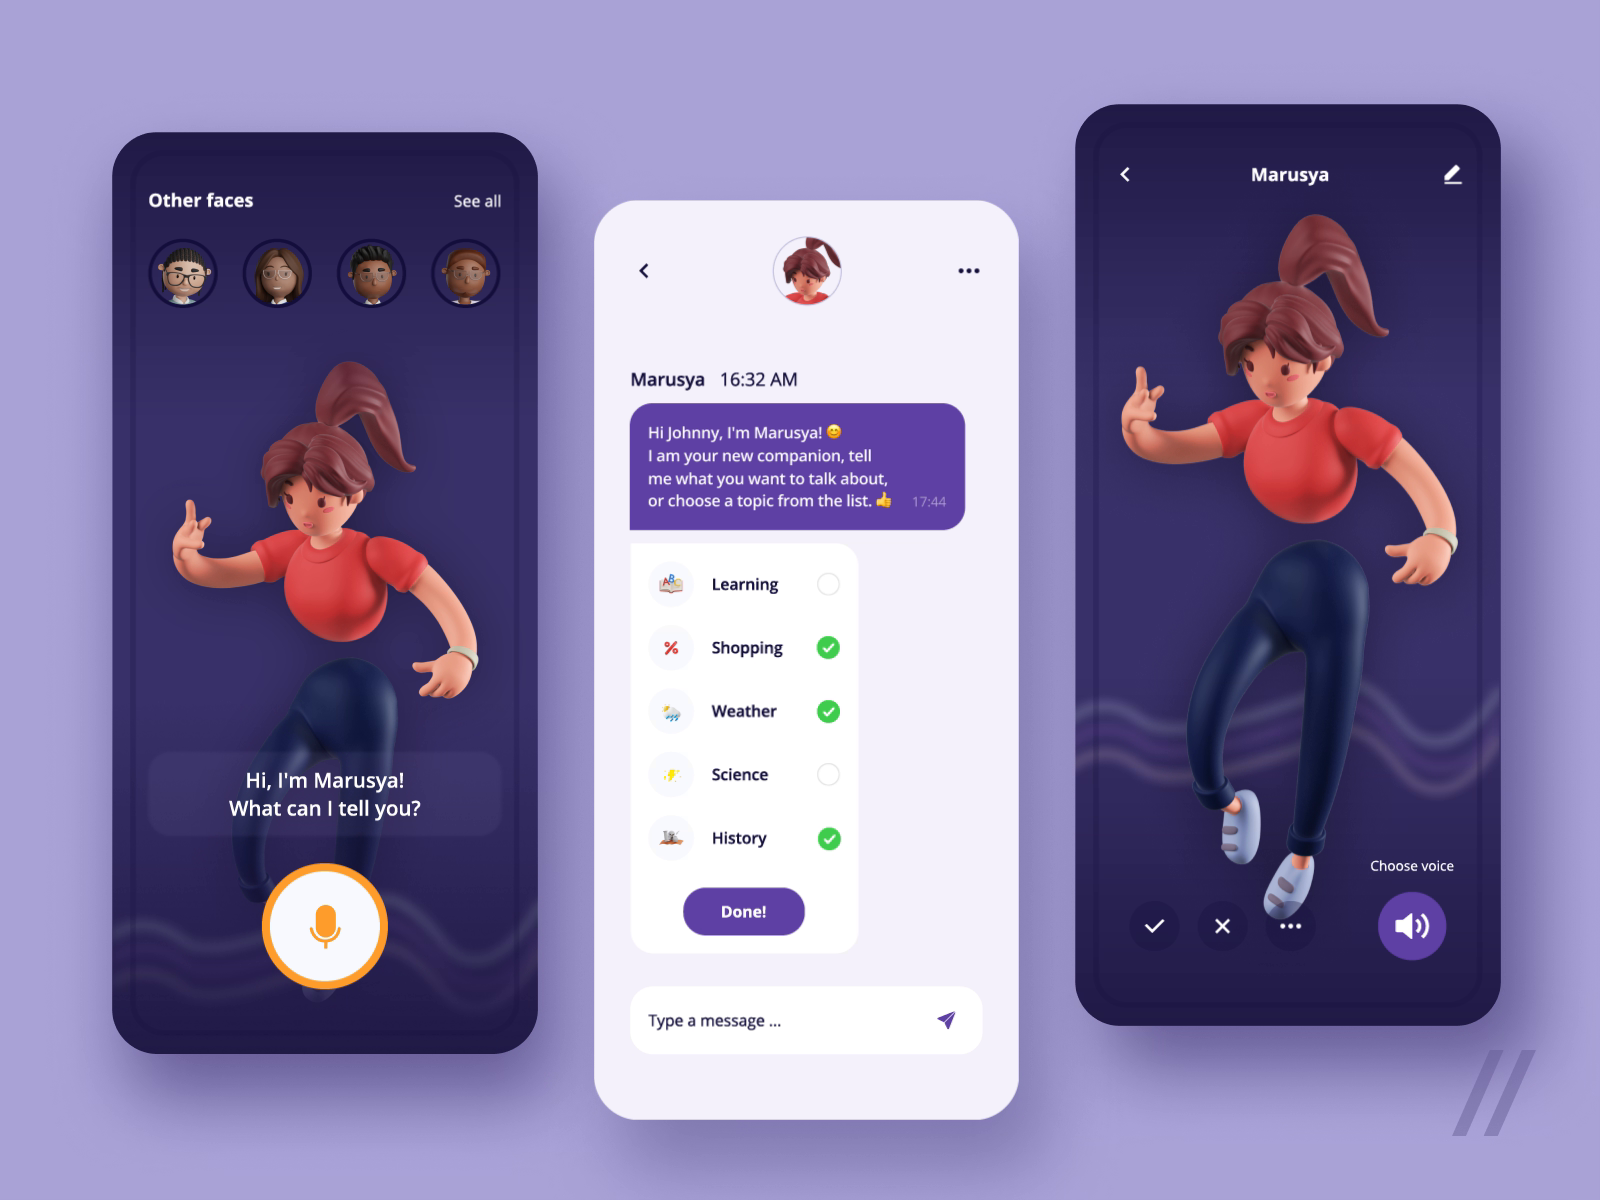 Other faces
See all
Hi, I'm Marusya!
What can I tell you?
Marusya 16:32 AM
Hi Johnny, I'm Marusya! 😊
I am your new companion, tell
me what you want to talk about,
or choose a topic from the list. 👍 17:44
Learning
Shopping
Weather
Science
History
Done!
Type a message ...
Marusya
Choose voice